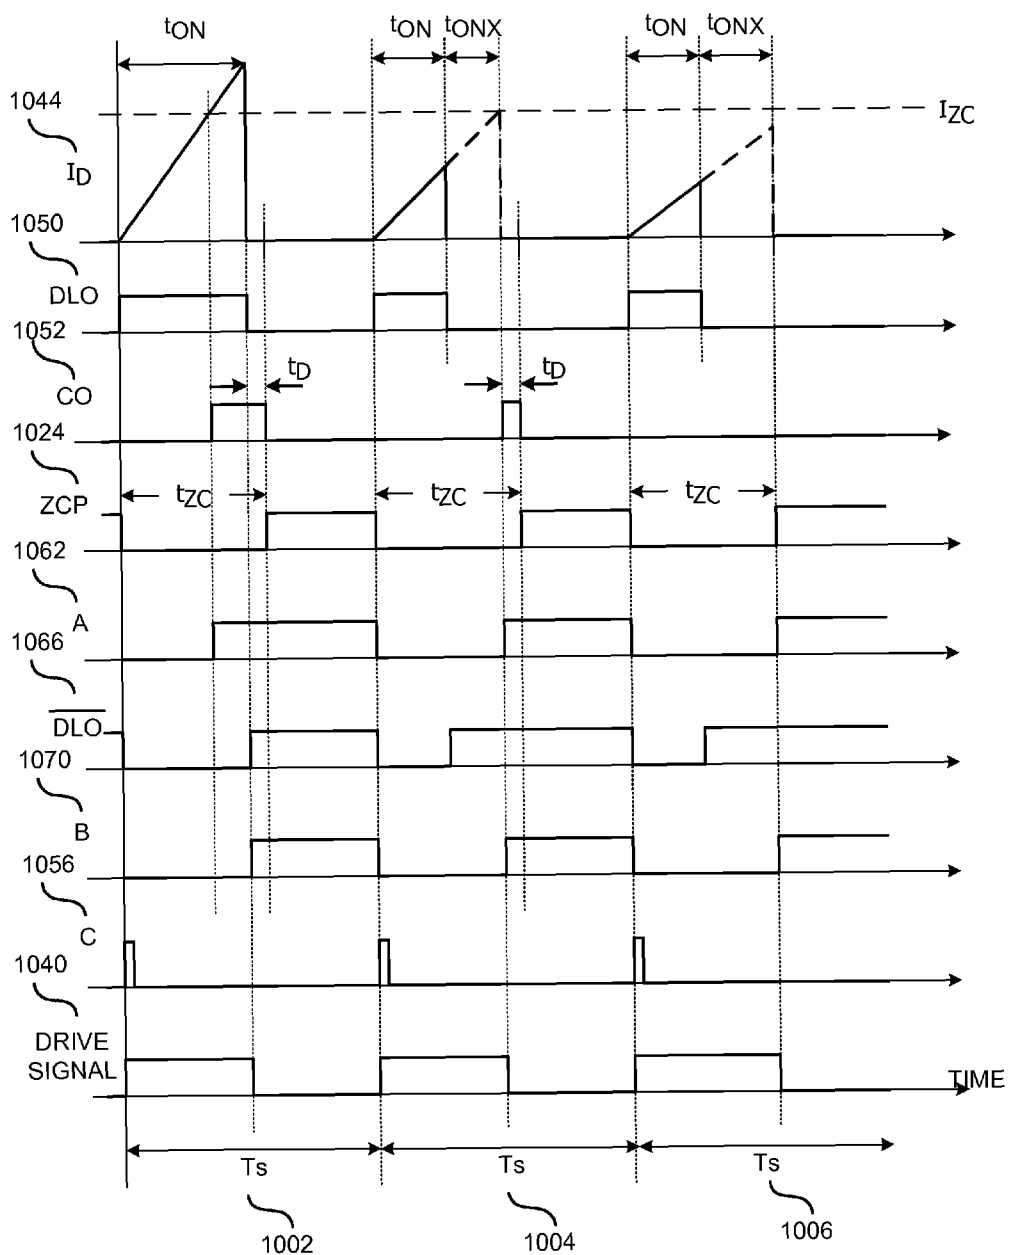 tON tON tONX tON tONX
1044
IZC
ID
1050
DLO
1052
tD tD
CO
1024
tZC tZC tZC
ZCP
1062
A
1066
DLO
1070
B
1056
C
1040
DRIVE
SIGNAL
TIME
Ts Ts Ts
1002 1004 1006